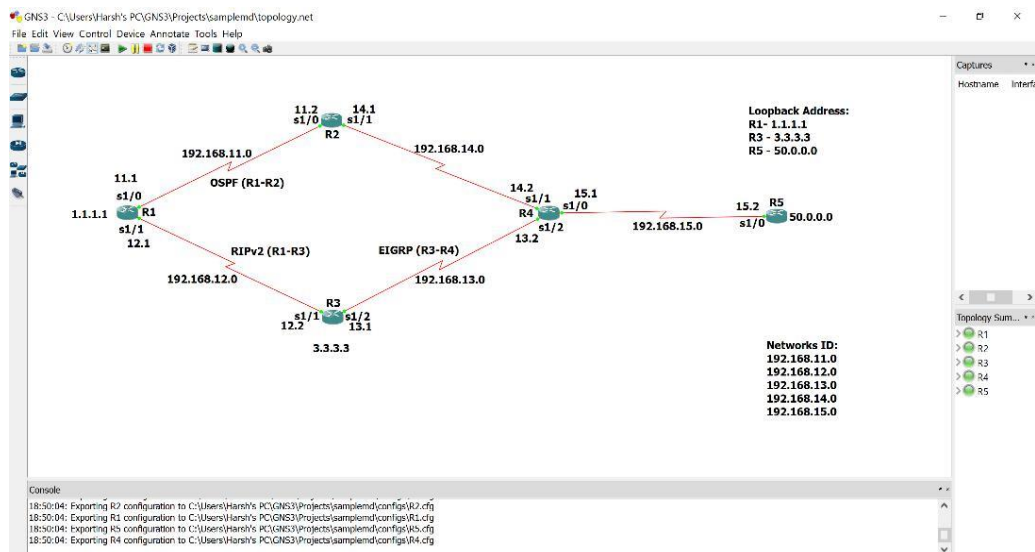 GNS3 - C:\Users\Harsh's PC\GNS3\Projects\samplemd\topology.net
File Edit View Control Device Annotate Tools Help
Captures
Hostname Interfa
11.2
14.1
s1/0
s1/1
R2
Loopback Address:
R1- 1.1.1.1
R3 - 3.3.3.3
R5 - 50.0.0.0
192.168.11.0
192.168.14.0
OSPF (R1-R2)
11.1
s1/0
1.1.1.1
R1
s1/1
12.1
14.2
s1/1
15.1
s1/0
R4
s1/2
13.2
15.2
R5
s1/0
50.0.0.0
192.168.15.0
RIPv2 (R1-R3)
EIGRP (R3-R4)
192.168.12.0
192.168.13.0
R3
s1/1
s1/2
12.2
13.1
3.3.3.3
Networks ID:
192.168.11.0
192.168.12.0
192.168.13.0
192.168.14.0
192.168.15.0
Topology Sum...
R1
R2
R3
R4
R5
Console
18:50:04: Exporting R2 configuration to C:\Users\Harsh's PC\GNS3\Projects\samplemd\configs\R2.cfg
18:50:04: Exporting R1 configuration to C:\Users\Harsh's PC\GNS3\Projects\samplemd\configs\R1.cfg
18:50:04: Exporting R5 configuration to C:\Users\Harsh's PC\GNS3\Projects\samplemd\configs\R5.cfg
18:50:04: Exporting R4 configuration to C:\Users\Harsh's PC\GNS3\Projects\samplemd\configs\R4.cfg